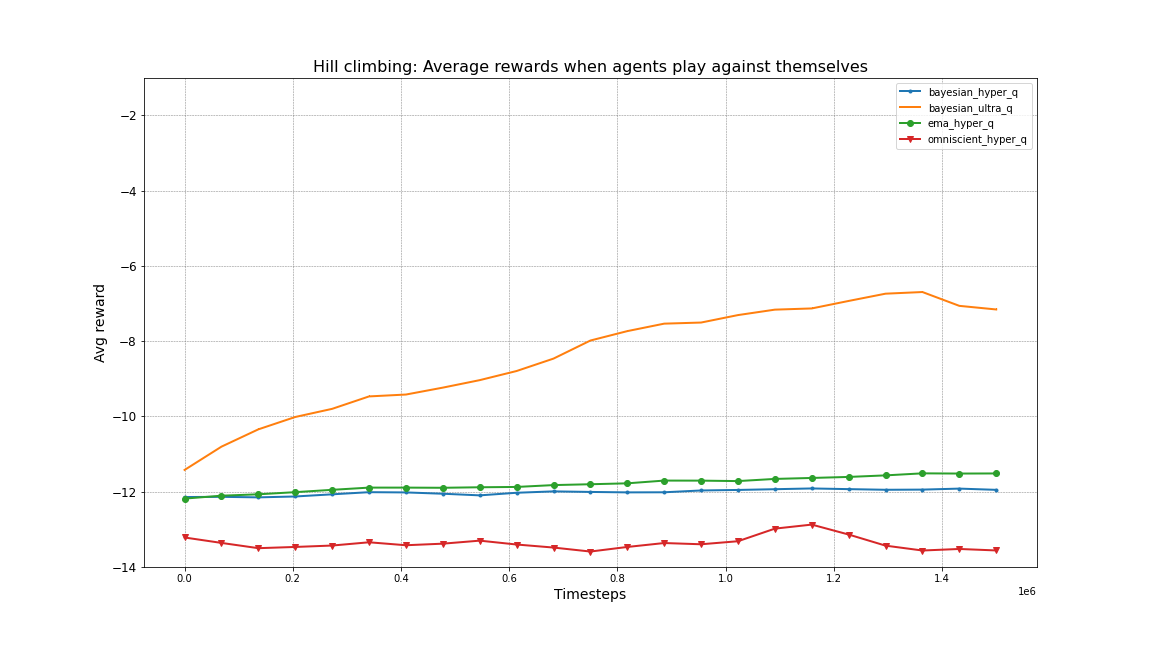 Hill climbing: Average rewards when agents play against themselves
bayesian_hyper_q
bayesian_ultra_q
ema_hyper_q
omniscient_hyper_q
Avg reward
−2
−4
−6
−8
−10
−12
−14
0.0 0.2 0.4 0.6 0.8 1.0 1.2 1.4
1e6
Timesteps